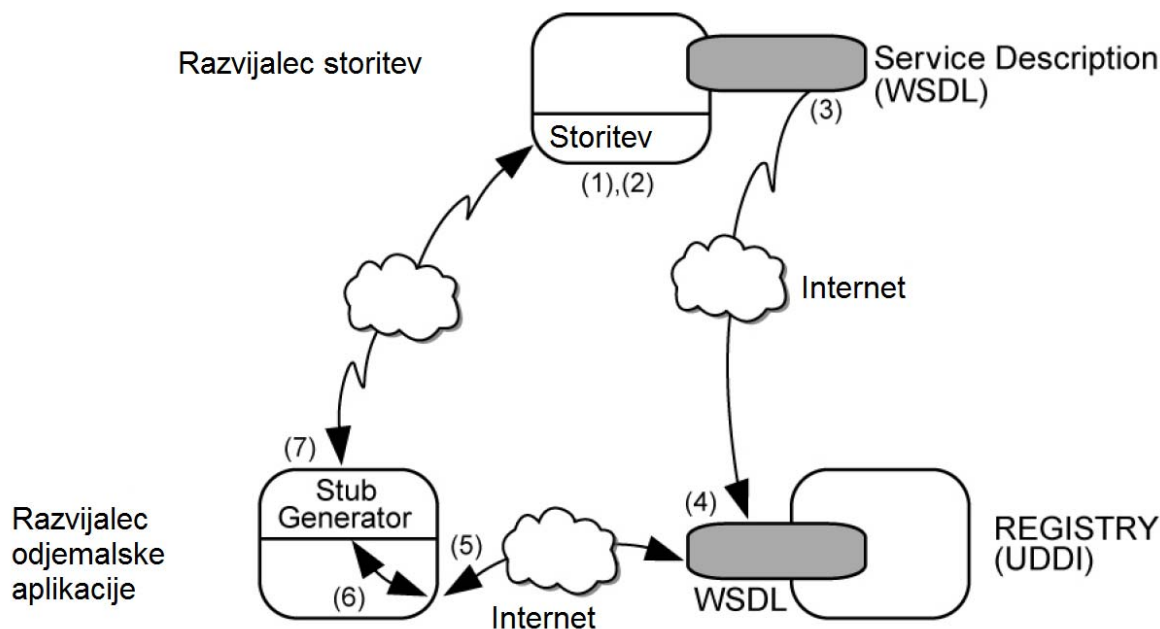 Razvijalec storitev
Service Description
(WSDL)
(3)
Storitev
(1),(2)
Internet
(7)
Stub
Generator
(4)
Razvijalec
odjemalske
aplikacije
(5)
(6)
Internet
WSDL
REGISTRY
(UDDI)